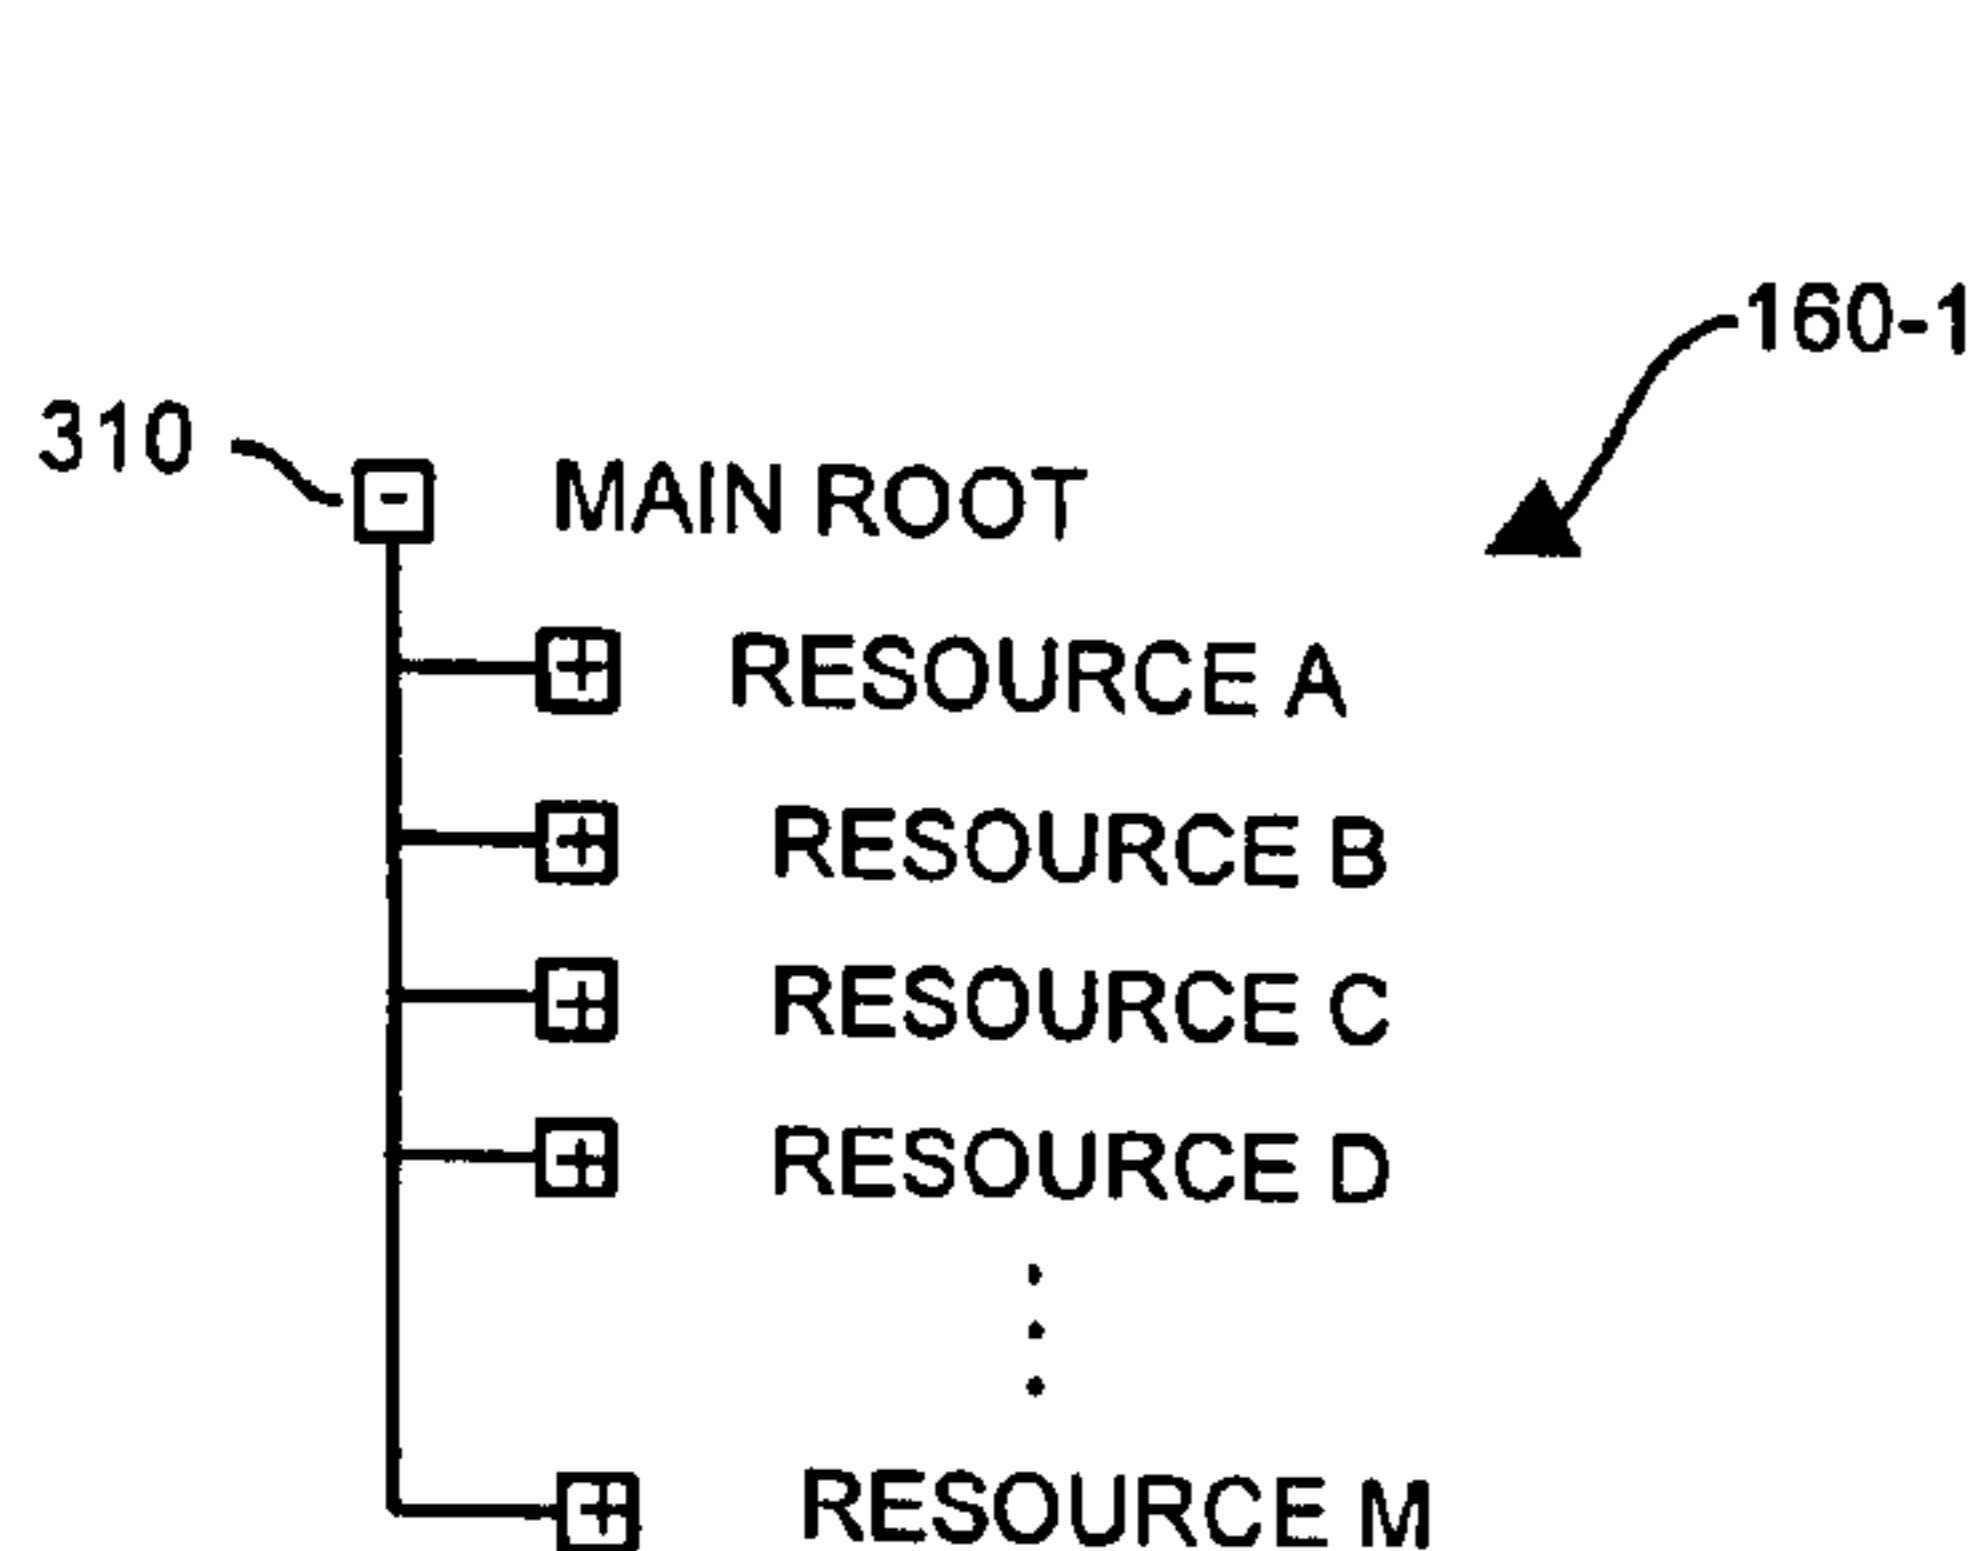 160-1
310
- MAIN ROOT
+ RESOURCE A
+ RESOURCE B
+ RESOURCE C
+ RESOURCE D
.
.
.
+ RESOURCE M